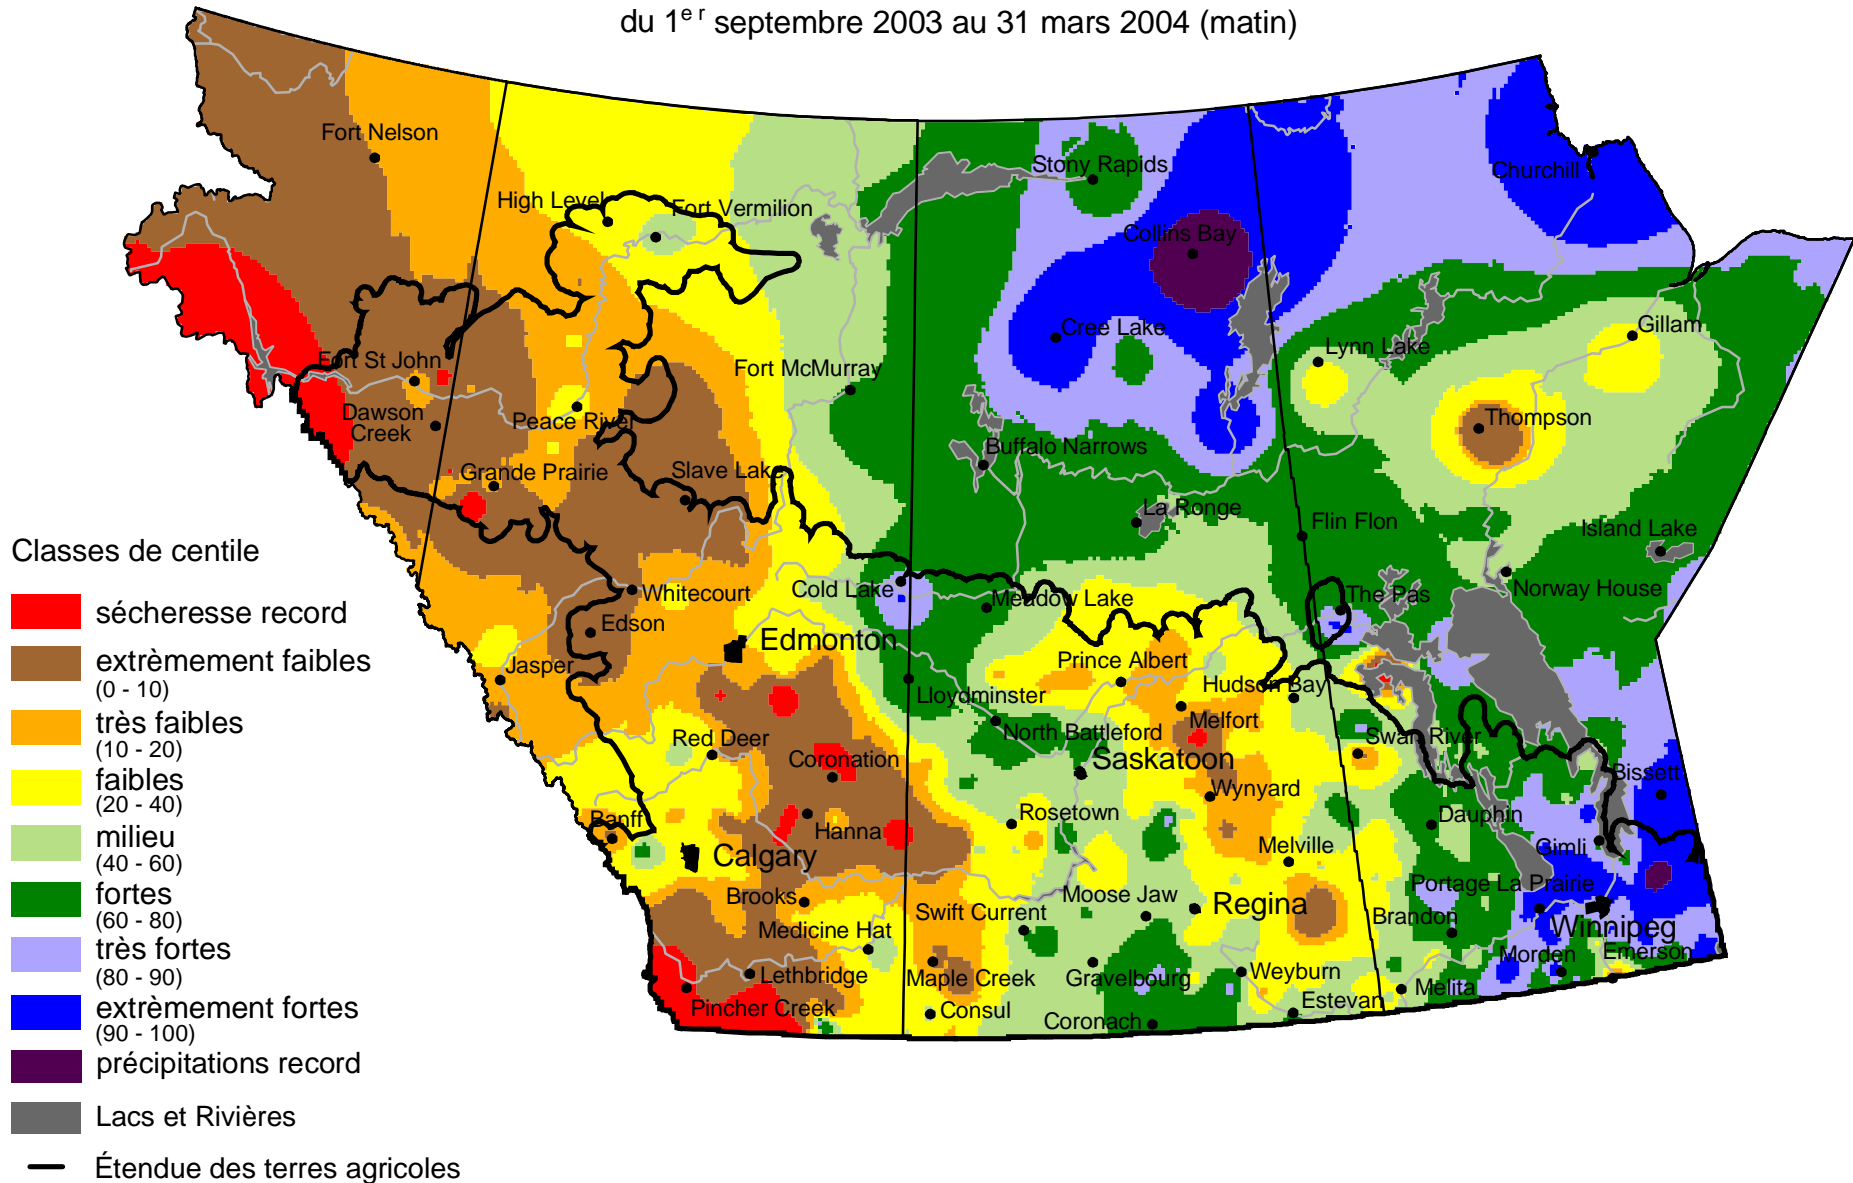 du 1er septembre 2003 au 31 mars 2004 (matin)
Fort Nelson
Stony Rapids
Churchill
High Level
Fort Vermilion
Collins Bay
Cree Lake
Gillam
Lynn Lake
Fort St John
Fort McMurray
Dawson
Creek
Peace River
Thompson
Buffalo Narrows
Grande Prairie
Slave Lake
La Ronge
Flin Flon
Island Lake
Whitecourt
Cold Lake
Meadow Lake
The Pas
Norway House
Edson
Edmonton
Jasper
Prince Albert
Hudson Bay
Lloydminster
Melfort
North Battleford
Swan River
Red Deer
Coronation
Saskatoon
Bissett
Wynyard
Banff
Hanna
Rosetown
Dauphin
Calgary
Melville
Gimli
Brooks
Moose Jaw
Regina
Portage La Prairie
Swift Current
Brandon
Winnipeg
Medicine Hat
Morden
Emerson
Lethbridge
Maple Creek
Gravelbourg
Weyburn
Melita
Pincher Creek
Consul
Coronach
Estevan
Classes de centile
sécheresse record
extrèmement faibles
(0 - 10)
très faibles
(10 - 20)
faibles
(20 - 40)
milieu
(40 - 60)
fortes
(60 - 80)
très fortes
(80 - 90)
extrèmement fortes
(90 - 100)
précipitations record
Lacs et Rivières
Étendue des terres agricoles